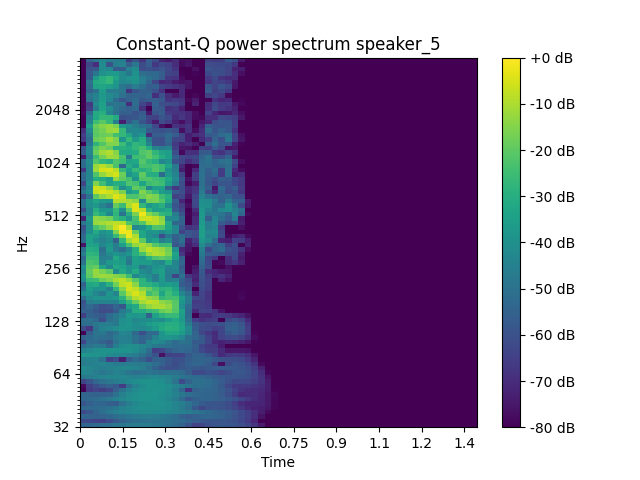 Constant-Q power spectrum speaker_5
Hz
2048
1024
512
256
128
64
32
0 0.15 0.3 0.45 0.6 0.75 0.9 1.1 1.2 1.4
Time
+0 dB
-10 dB
-20 dB
-30 dB
-40 dB
-50 dB
-60 dB
-70 dB
-80 dB